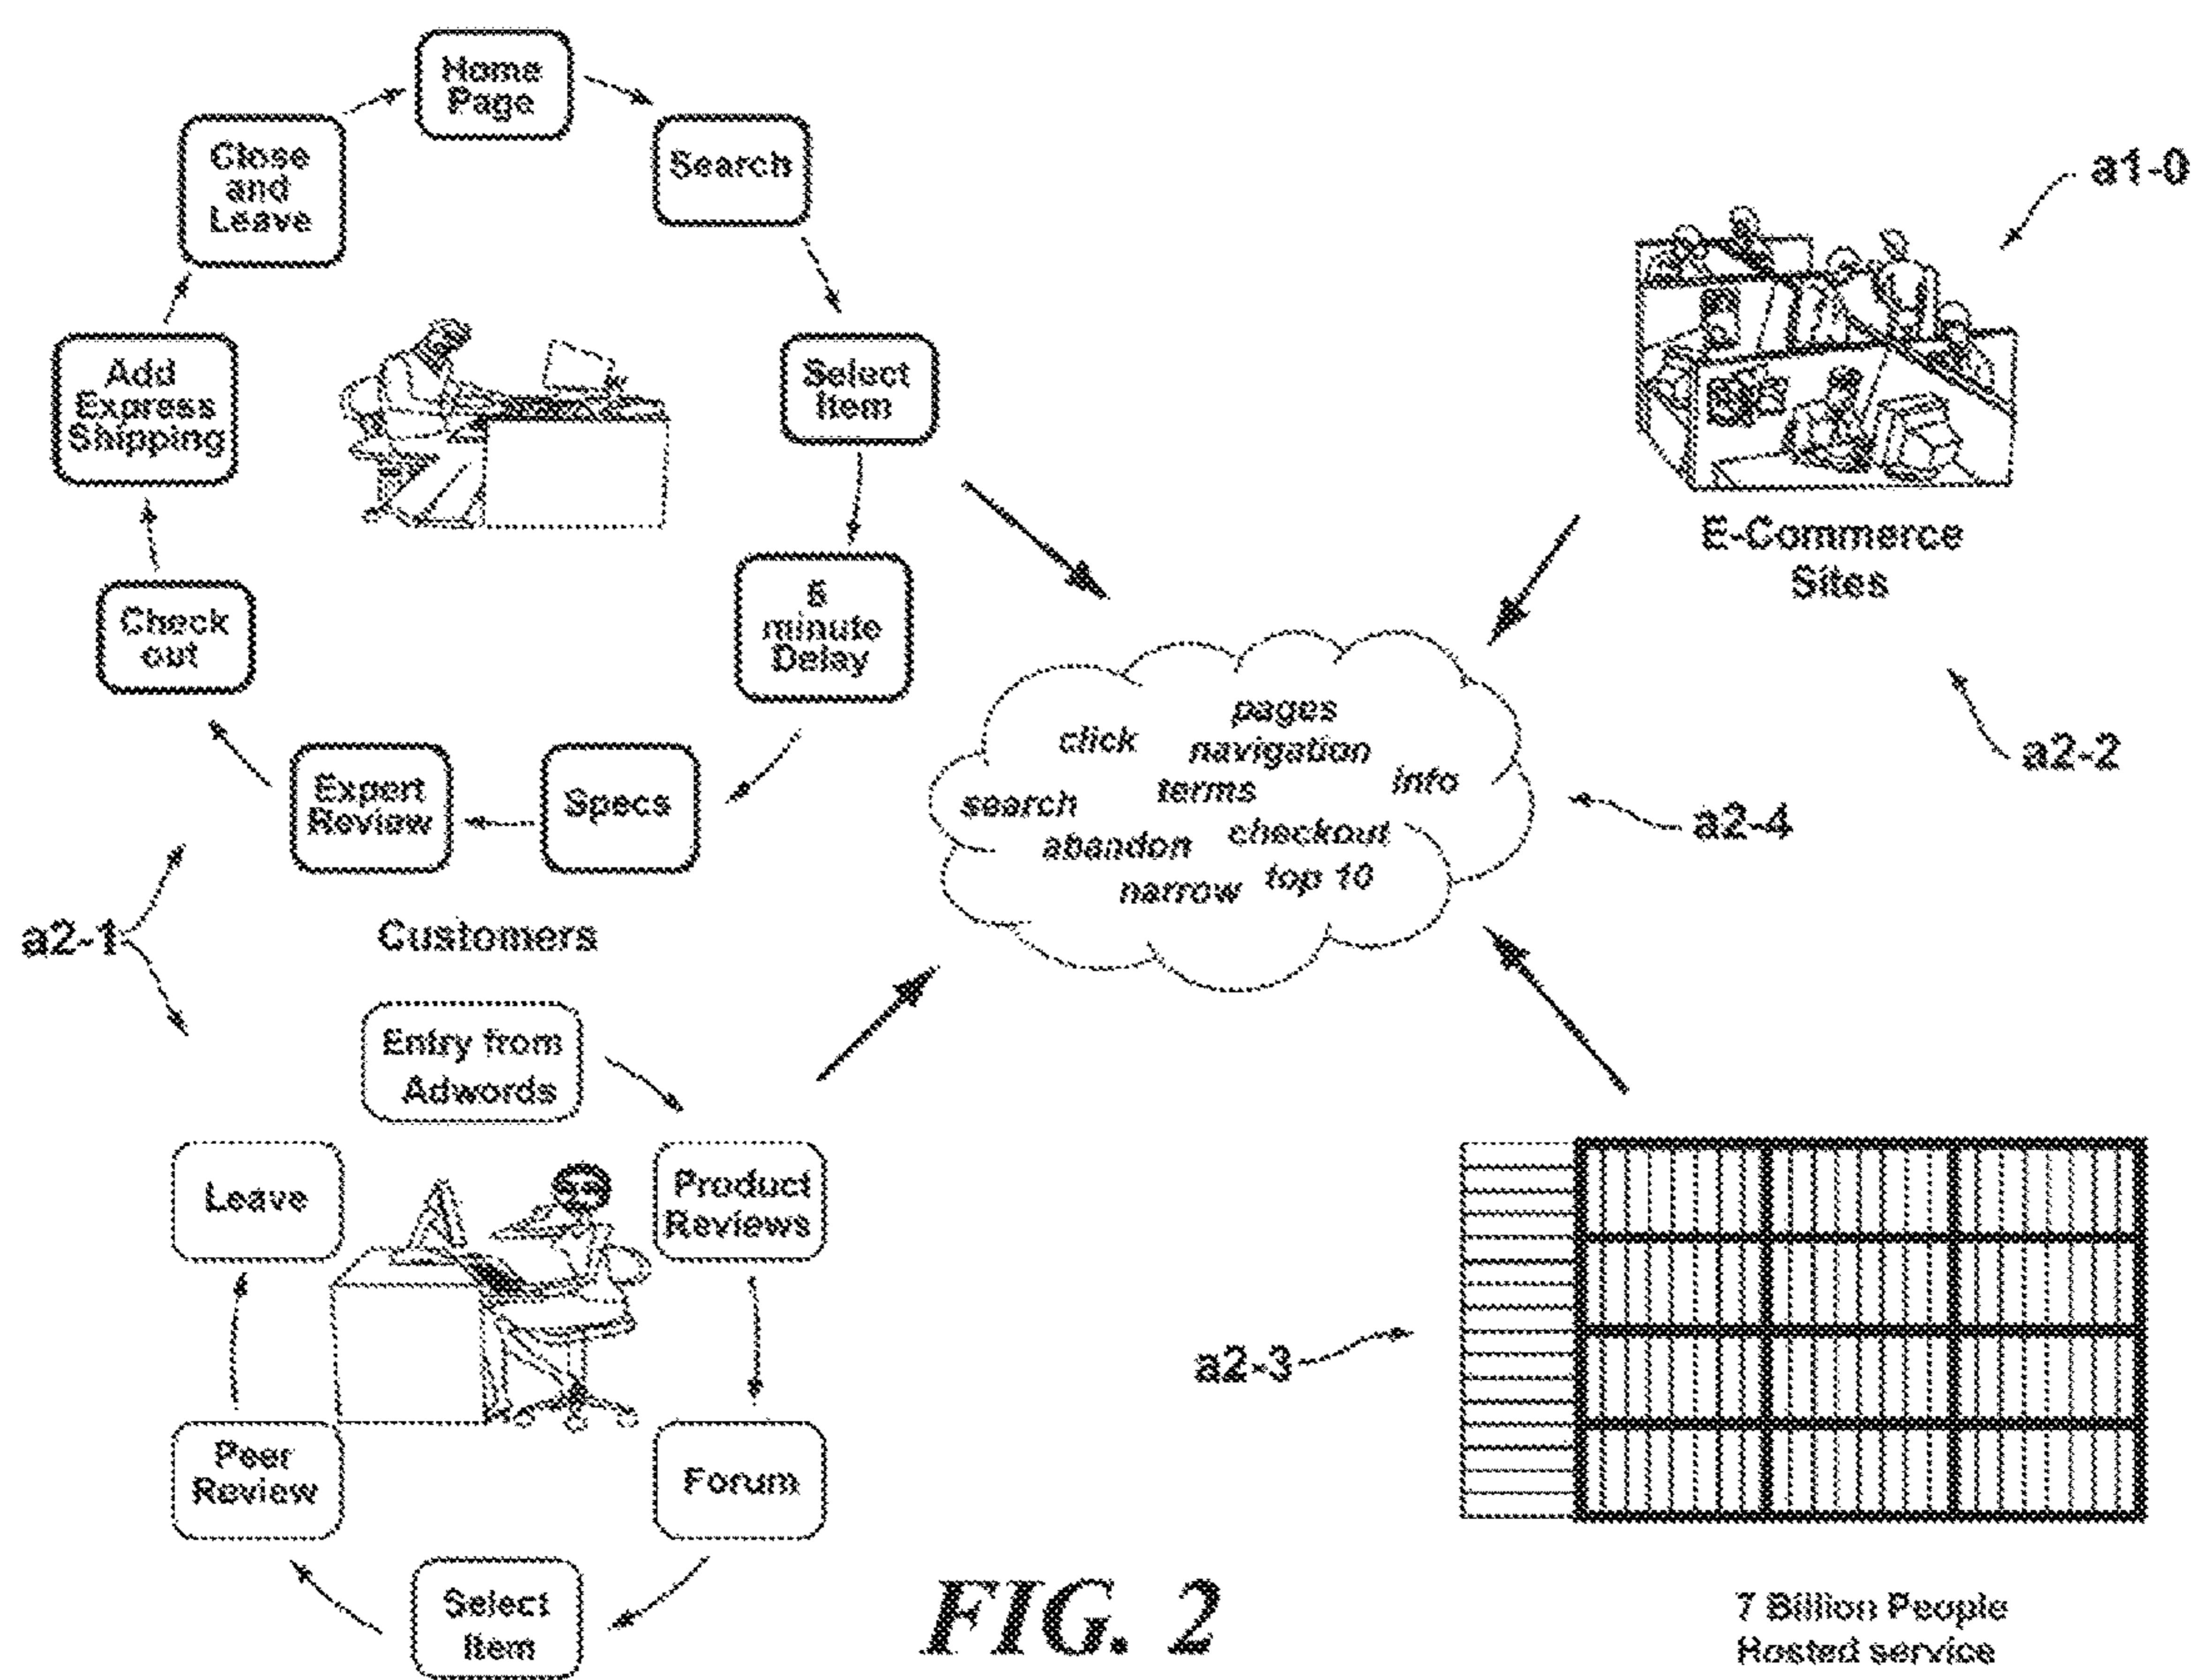 Home
Page
Search
Select
Item
minute
Delay
Specs
Expert
Review
Check
out
Add
Express
Shipping
Close
and
Leave
a1-0
E-Commerce
Sites
a2-2
pages
click
navigation
terms
info
search
checkout
abandon
top 10
narrow
a2-4
a2-1
Customers
Entry from
Adwords
Product
Reviews
Forum
Select
Item
Peer
Review
Leave
a2-3
7 Billion People
Hosted service
FIG. 2